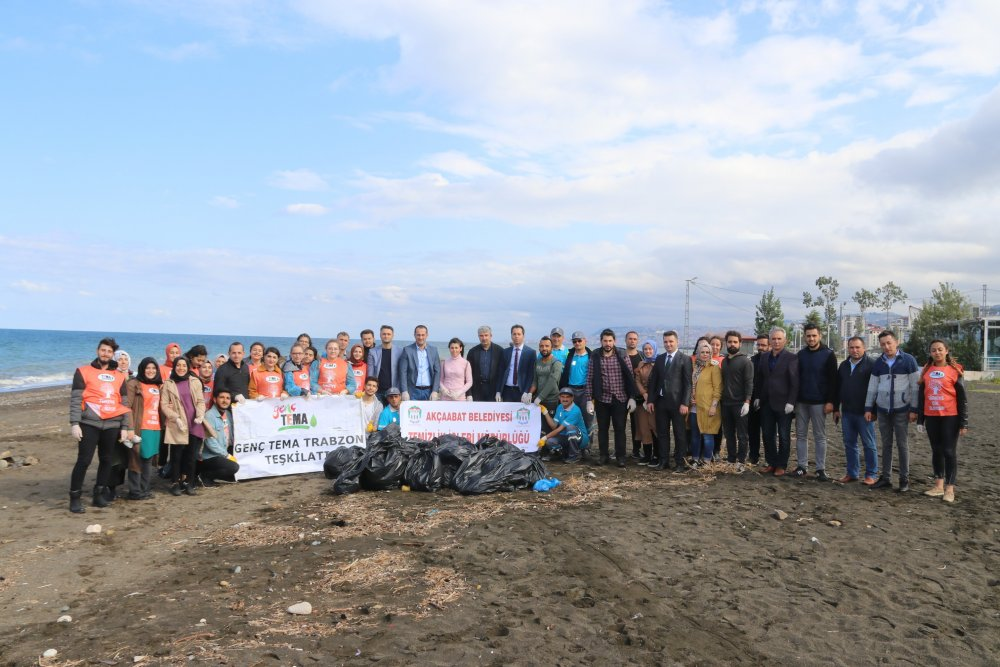 genç
TEMA
GENÇ TEMA TRABZON
TEŞKİLATI
AKÇAABAT BELEDİYESİ
TEMİZLİK İŞLERİ MÜDÜRLÜĞÜ